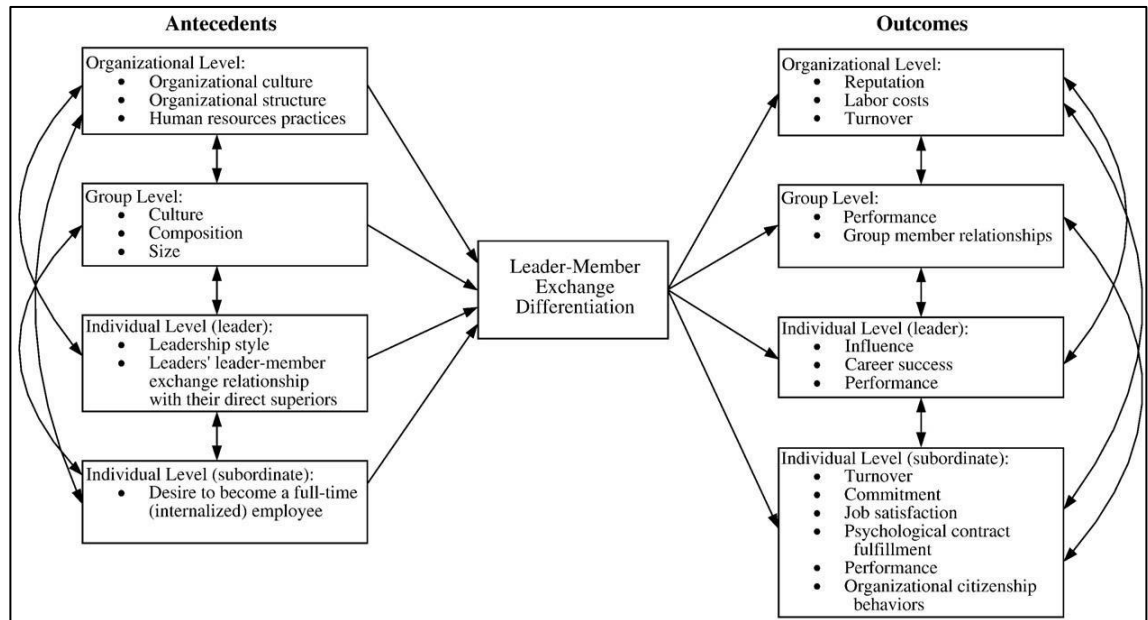 Antecedents
Organizational Level:
• Organizational culture
• Organizational structure
• Human resources practices
Group Level:
• Culture
• Composition
• Size
Individual Level (leader):
• Leadership style
• Leaders' leader-member
exchange relationship
with their direct superiors
Individual Level (subordinate):
• Desire to become a full-time
(internalized) employee
Leader-Member
Exchange
Differentiation
Outcomes
Organizational Level:
• Reputation
• Labor costs
• Turnover
Group Level:
• Performance
• Group member relationships
Individual Level (leader):
• Influence
• Career success
• Performance
Individual Level (subordinate):
• Turnover
• Commitment
• Job satisfaction
• Psychological contract
fulfillment
• Performance
• Organizational citizenship
behaviors